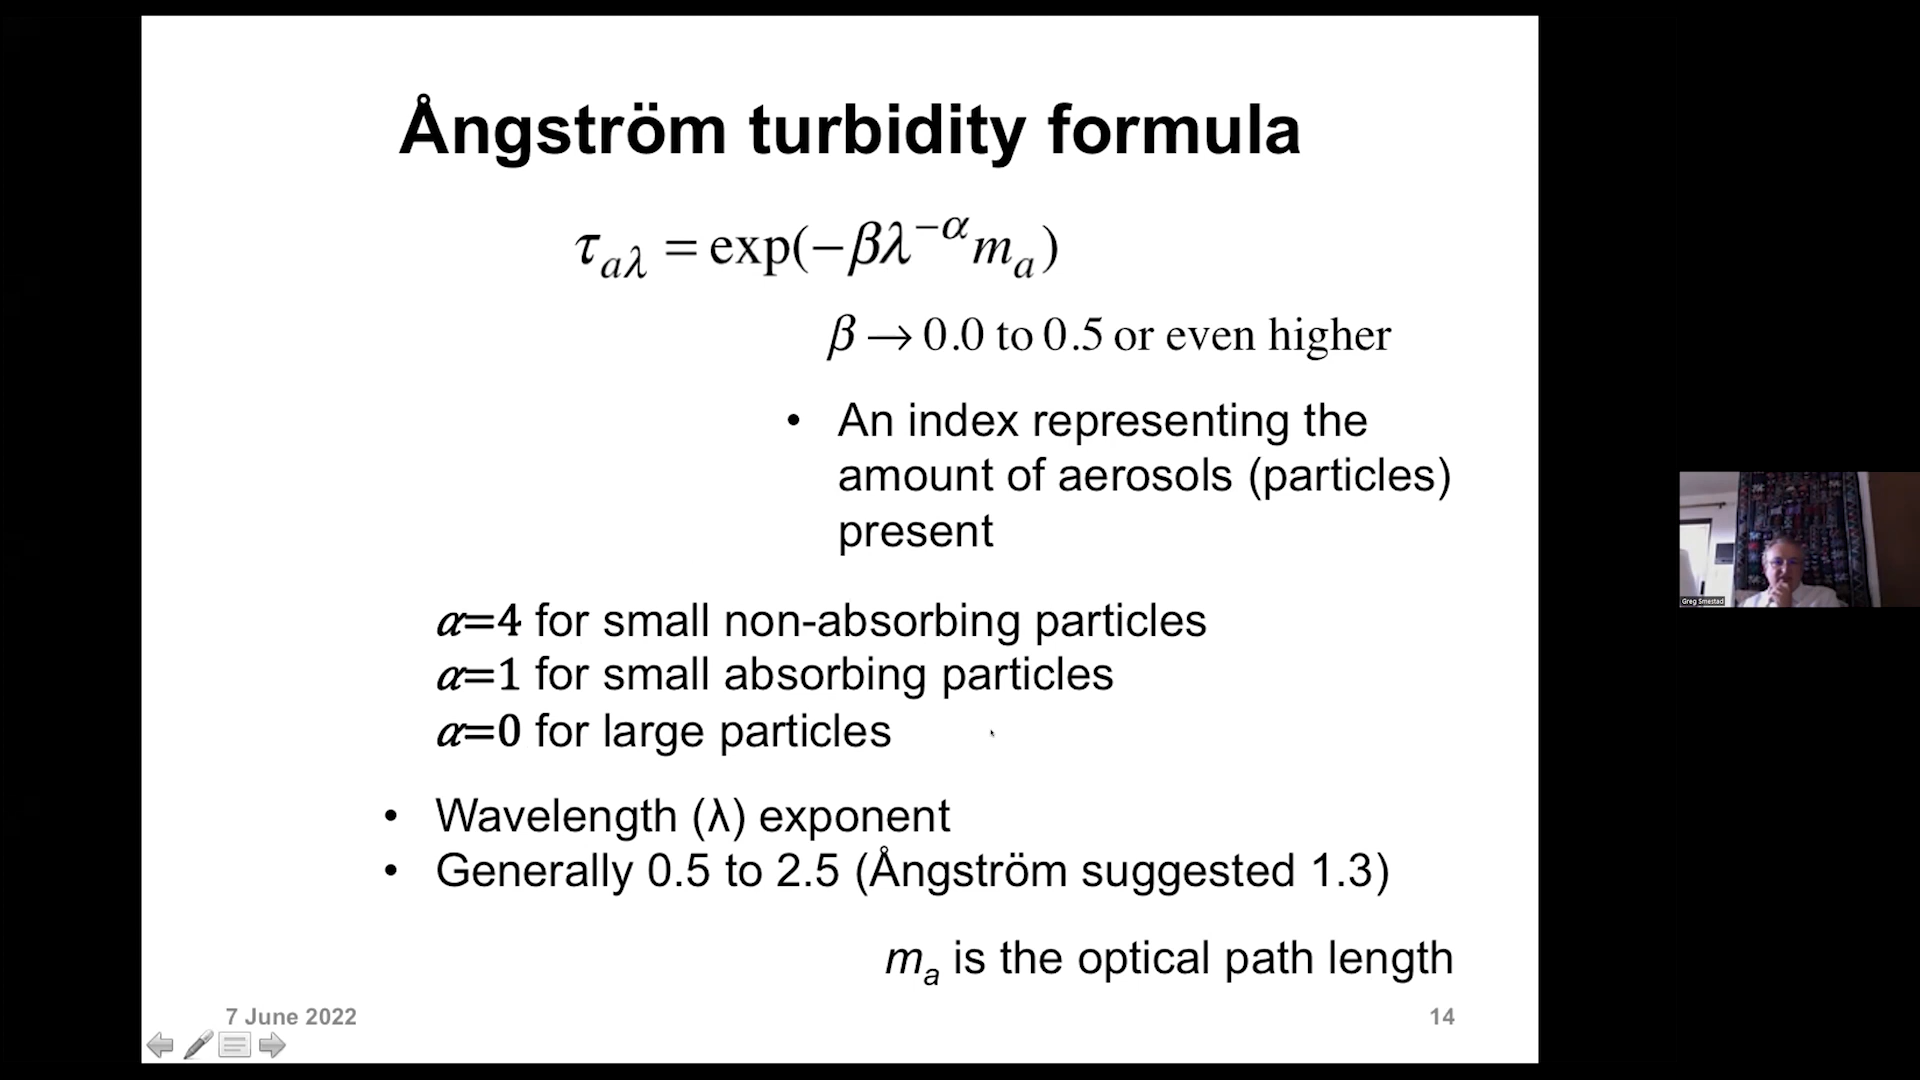 Ångström turbidity formula
τaλ = exp(−βλ^−α ma)
β → 0.0 to 0.5 or even higher
• An index representing the
amount of aerosols (particles)
present
α=4 for small non-absorbing particles
α=1 for small absorbing particles
α=0 for large particles
• Wavelength (λ) exponent
• Generally 0.5 to 2.5 (Ångström suggested 1.3)
ma is the optical path length
7 June 2022
14
Greg Smestad